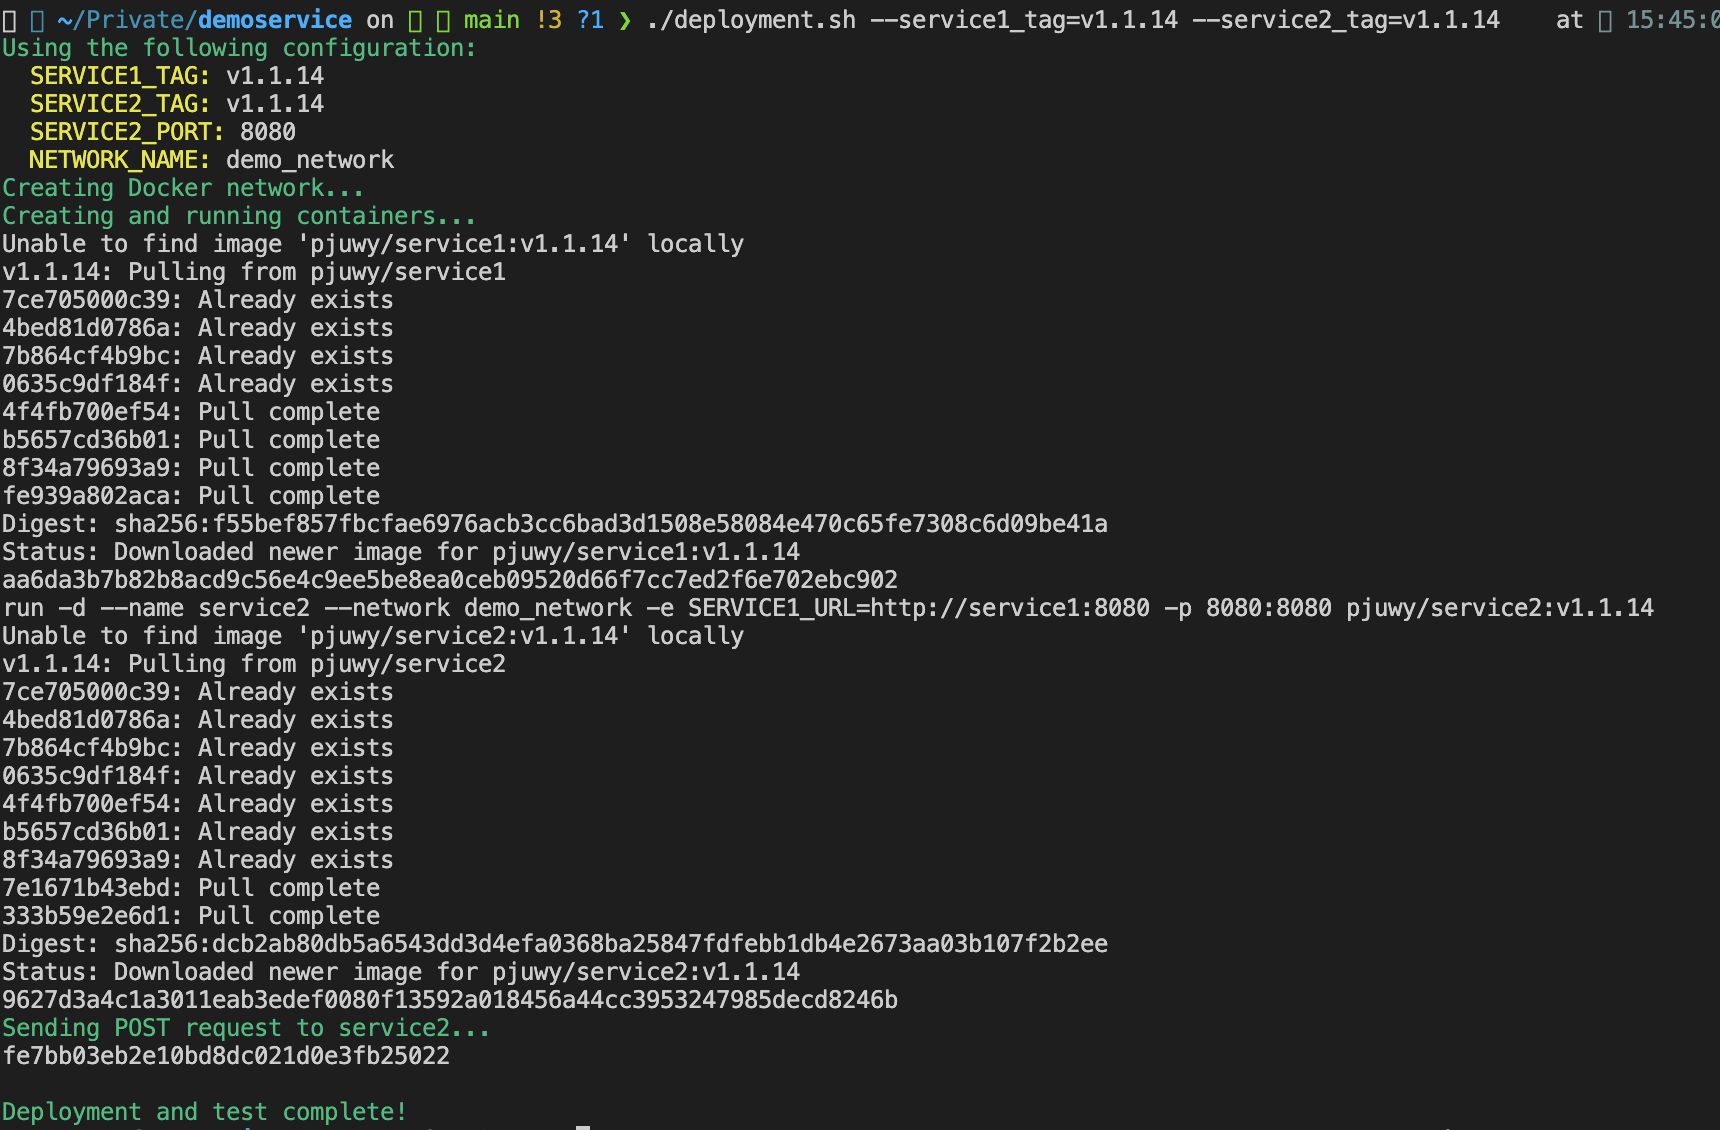 ~/Private/demoservice on main !3 ?1 ❯ ./deployment.sh --service1_tag=v1.1.14 --service2_tag=v1.1.14 at 15:45:0
Using the following configuration:
SERVICE1_TAG: v1.1.14
SERVICE2_TAG: v1.1.14
SERVICE2_PORT: 8080
NETWORK_NAME: demo_network
Creating Docker network...
Creating and running containers...
Unable to find image 'pjuwy/service1:v1.1.14' locally
v1.1.14: Pulling from pjuwy/service1
7ce705000c39: Already exists
4bed81d0786a: Already exists
7b864cf4b9bc: Already exists
0635c9df184f: Already exists
4f4fb700ef54: Pull complete
b5657cd36b01: Pull complete
8f34a79693a9: Pull complete
fe939a802aca: Pull complete
Digest: sha256:f55bef857fbcfae6976acb3cc6bad3d1508e58084e470c65fe7308c6d09be41a
Status: Downloaded newer image for pjuwy/service1:v1.1.14
aa6da3b7b82b8acd9c56e4c9ee5be8ea0ceb09520d66f7cc7ed2f6e702ebc902
run -d --name service2 --network demo_network -e SERVICE1_URL=http://service1:8080 -p 8080:8080 pjuwy/service2:v1.1.14
Unable to find image 'pjuwy/service2:v1.1.14' locally
v1.1.14: Pulling from pjuwy/service2
7ce705000c39: Already exists
4bed81d0786a: Already exists
7b864cf4b9bc: Already exists
0635c9df184f: Already exists
4f4fb700ef54: Already exists
b5657cd36b01: Already exists
8f34a79693a9: Already exists
7e1671b43ebd: Pull complete
333b59e2e6d1: Pull complete
Digest: sha256:dcb2ab80db5a6543dd3d4efa0368ba25847fdfebb1db4e2673aa03b107f2b2ee
Status: Downloaded newer image for pjuwy/service2:v1.1.14
9627d3a4c1a3011eab3edef0080f13592a018456a44cc3953247985decd8246b
Sending POST request to service2...
fe7bb03eb2e10bd8dc021d0e3fb25022
Deployment and test complete!